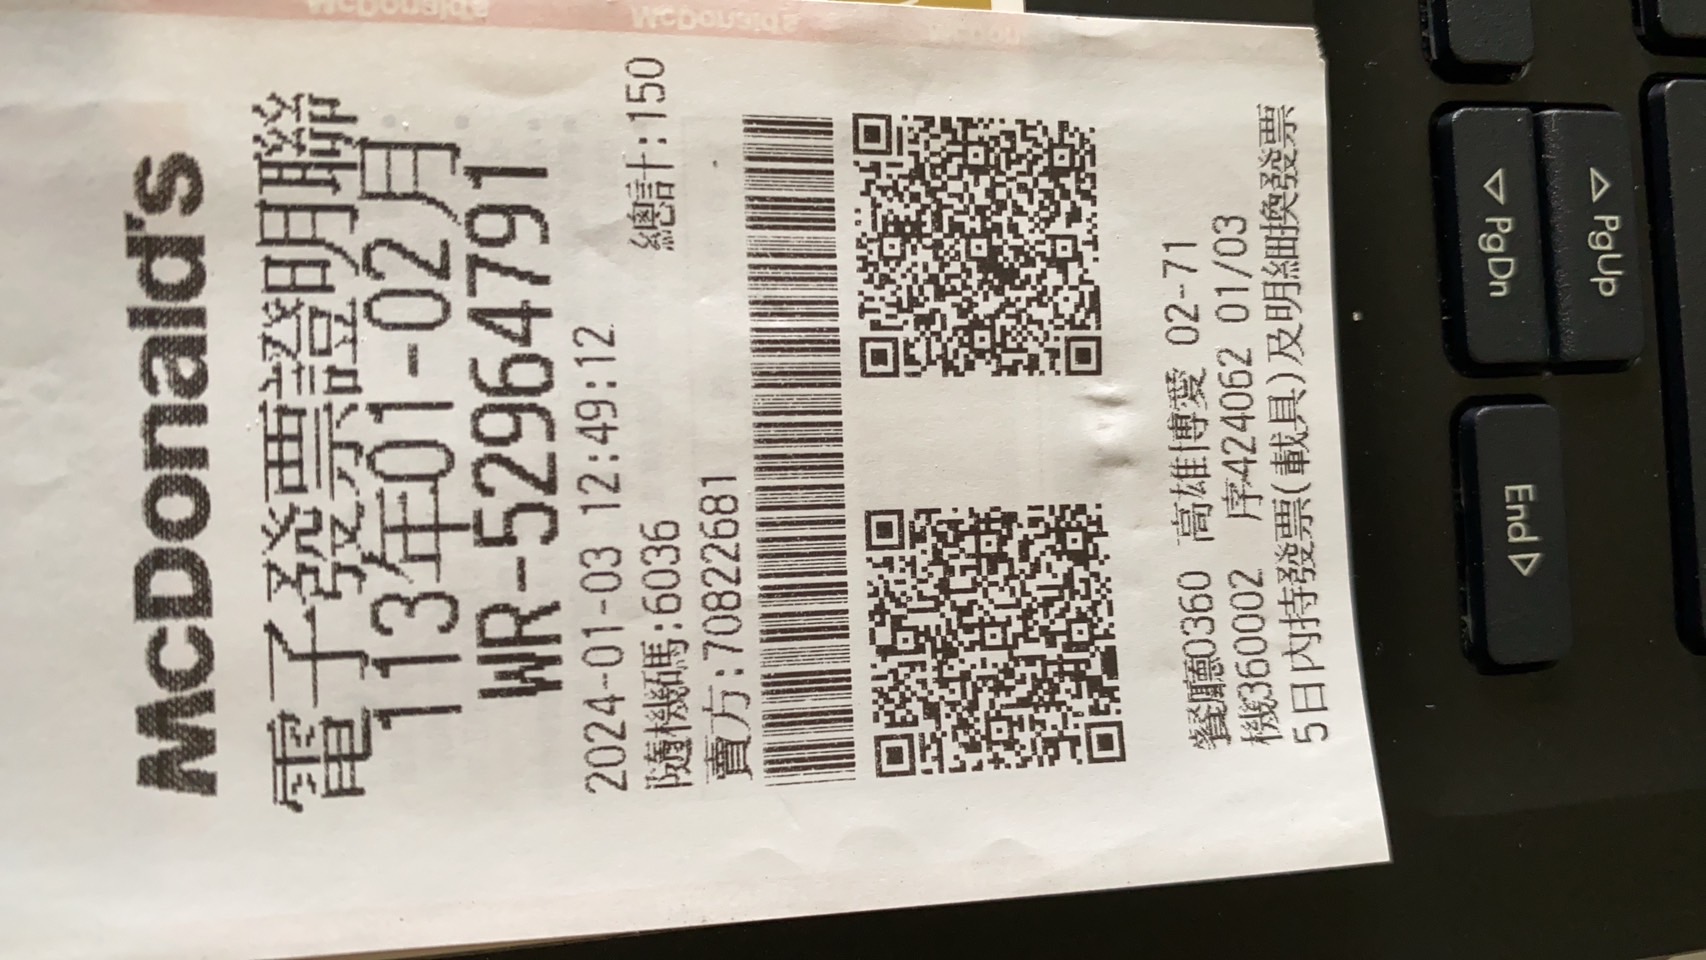 McDonald's McDonald's McDon
McDonald's
電子發票證明聯
113年01-02月
WR-52964791
2024-01-03 12:49:12
隨機碼:6036 總計:150
賣方:70822681
餐廳0360 高雄博愛 02-71
機360002 序424062 01/03
5日內持發票(載具)及明細換發票
PgDn
PgUp
End